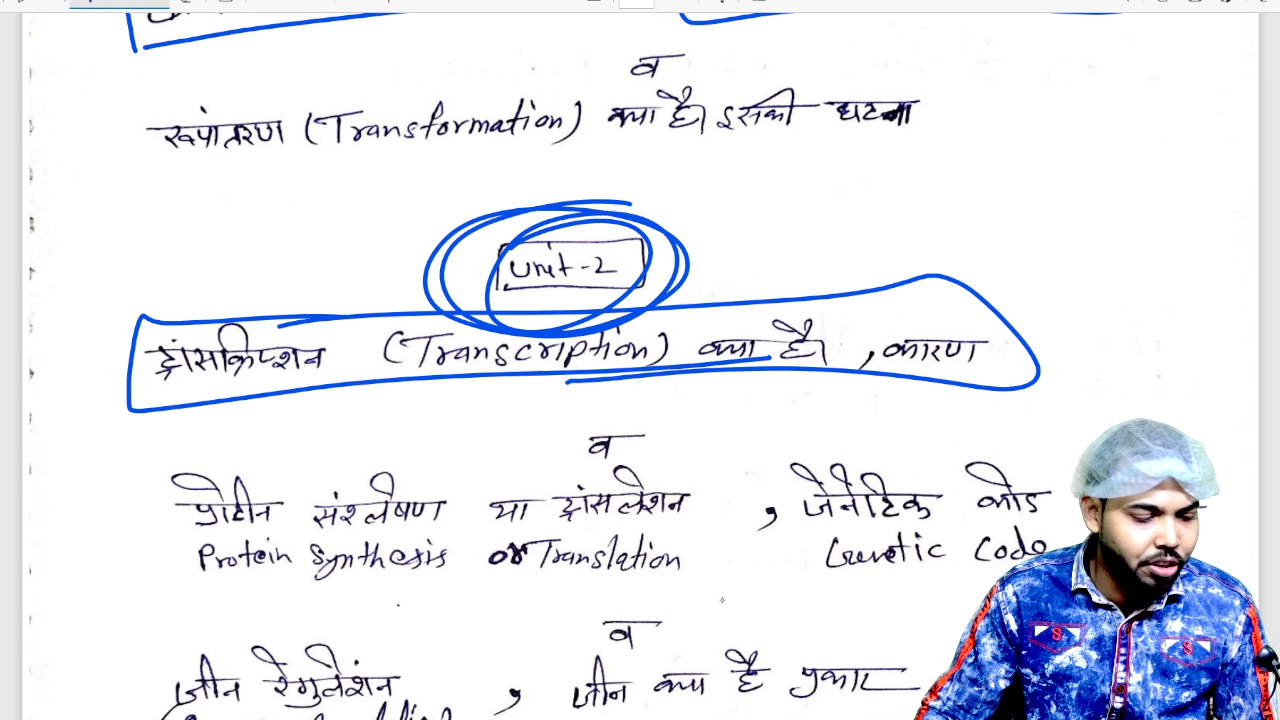 व
रूपांतरण (Transformation) क्या है। इसकी घटना
Unit-2
ट्रांसक्रिप्शन (Transcription) क्या है। , कारण
व
प्रोटीन संश्लेषण या ट्रांसलेशन , जेनेटिक कोड
Protein Synthesis or Translation Genetic Code
व
जीन रेगुलेशन , जीन क्या है प्रकार